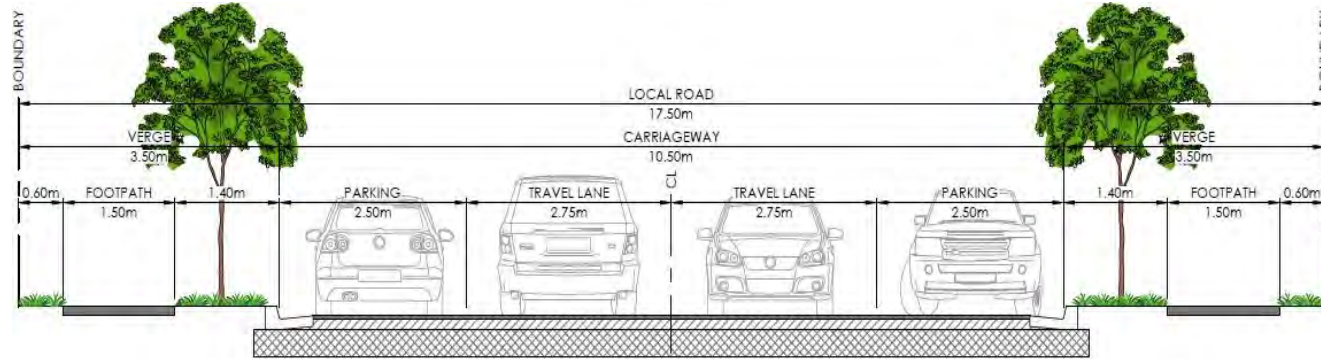 BOUNDARY
LOCAL ROAD
17.50m
VERGE
CARRIAGEWAY
VERGE
3.50m
10.50m
3.50m
CL
0.60m
FOOTPATH
1.40m
PARKING
TRAVEL LANE
TRAVEL LANE
PARKING
1.40m
FOOTPATH
0.60m
1.50m
2.50m
2.75m
2.75m
2.50m
1.50m